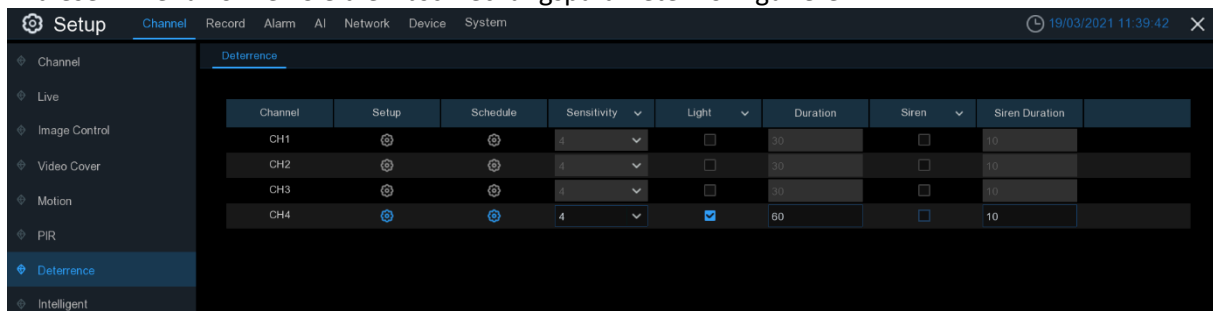 Setup Channel Record Alarm AI Network Device System 19/03/2021 11:39:42
Channel
Live
Image Control
Video Cover
Motion
PIR
Deterrence
Intelligent
Deterrence
Channel Setup Schedule Sensitivity Light Duration Siren Siren Duration
CH1 4 30 10
CH2 4 30 10
CH3 4 30 10
CH4 4 60 10